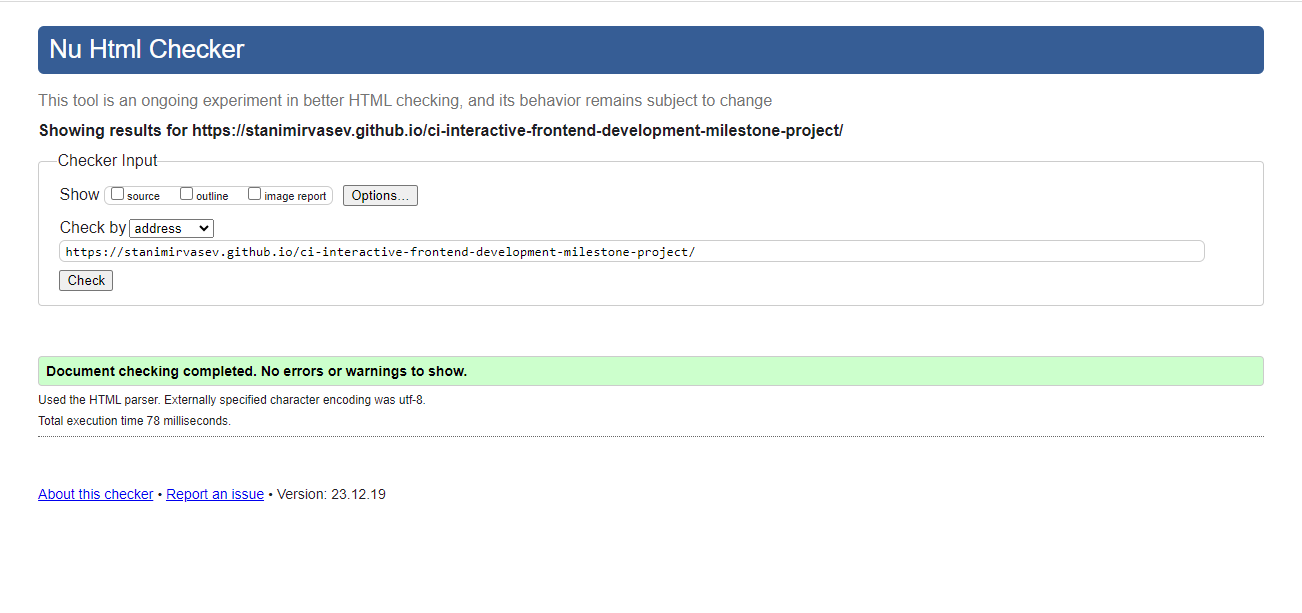 Nu Html Checker
This tool is an ongoing experiment in better HTML checking, and its behavior remains subject to change
Showing results for https://stanimirvasev.github.io/ci-interactive-frontend-development-milestone-project/
Checker Input
Show source outline image report Options...
Check by address
https://stanimirvasev.github.io/ci-interactive-frontend-development-milestone-project/
Check
Document checking completed. No errors or warnings to show.
Used the HTML parser. Externally specified character encoding was utf-8.
Total execution time 78 milliseconds.
About this checker • Report an issue • Version: 23.12.19